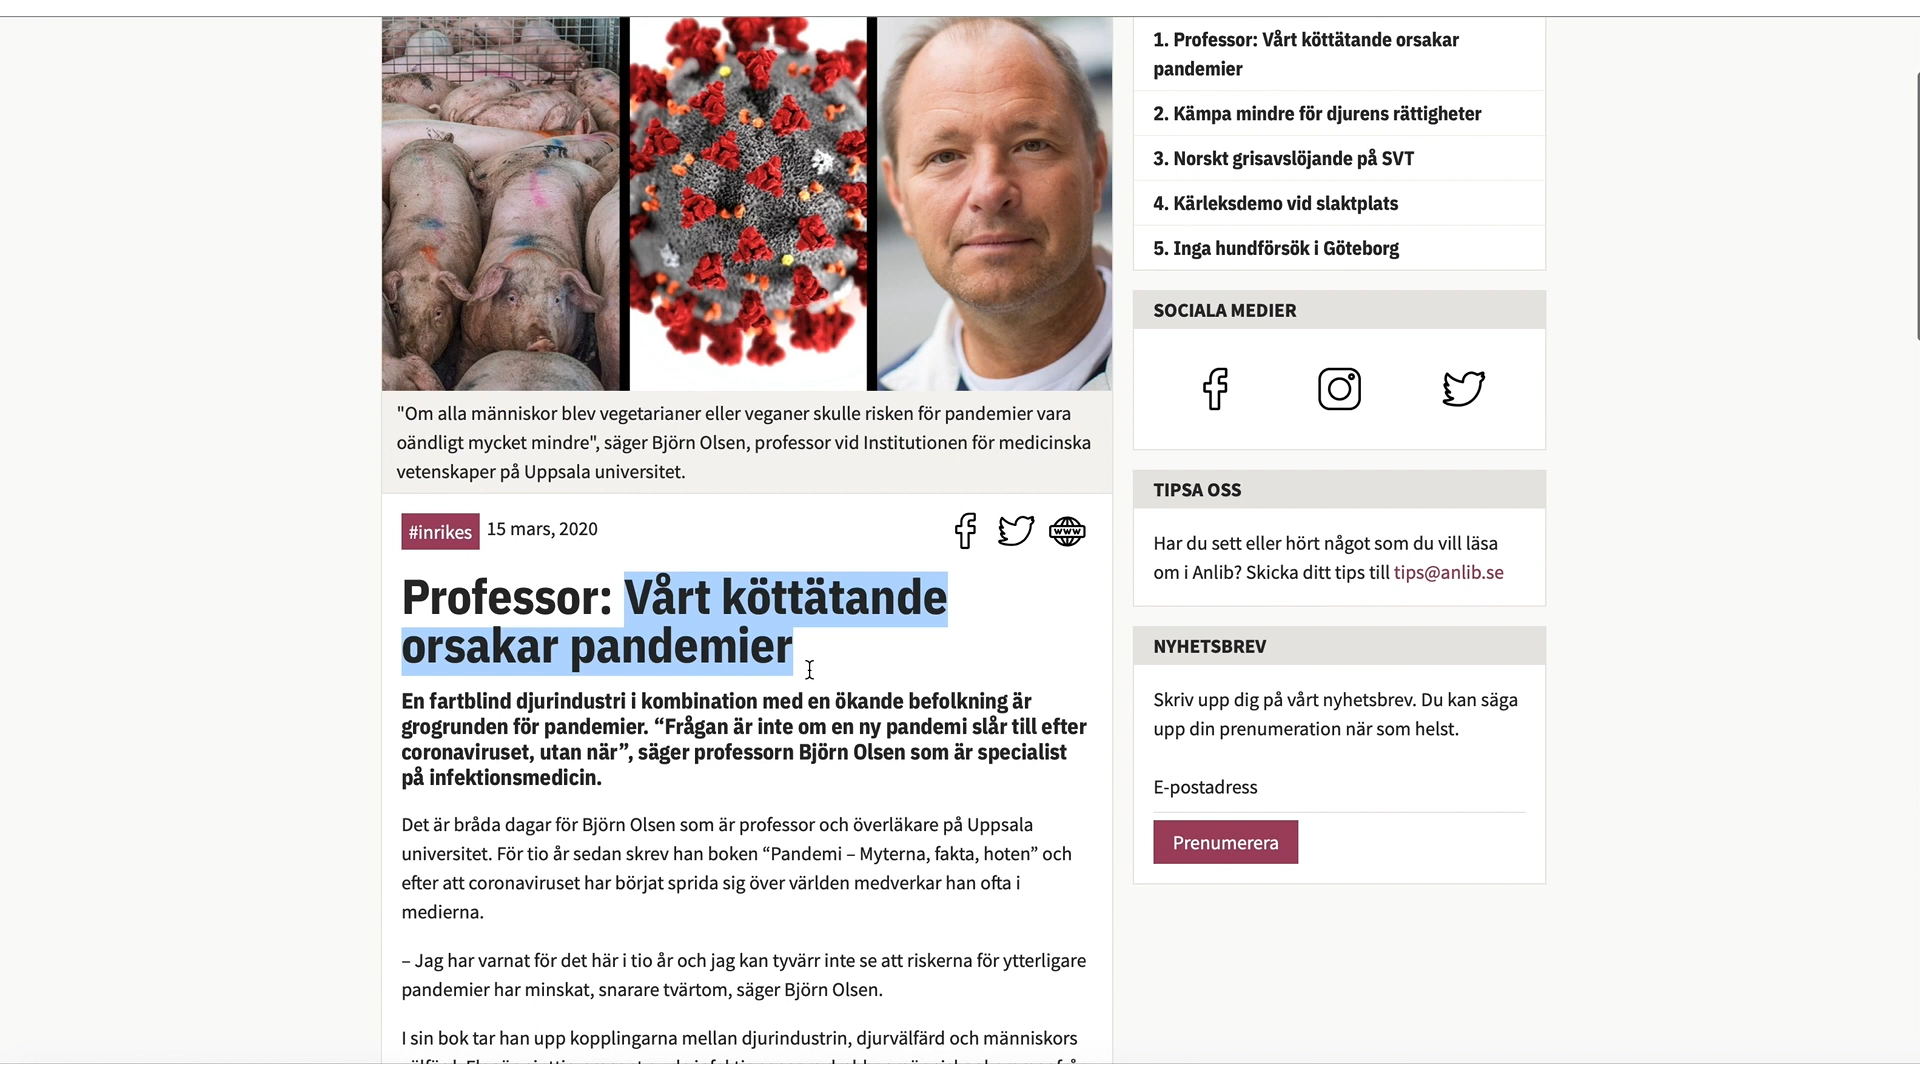 "Om alla människor blev vegetarianer eller veganer skulle risken för pandemier vara
oändligt mycket mindre", säger Björn Olsen, professor vid Institutionen för medicinska
vetenskaper på Uppsala universitet.
#inrikes 15 mars, 2020
www
Professor: Vårt köttätande
orsakar pandemier
En fartblind djurindustri i kombination med en ökande befolkning är
grogrunden för pandemier. “Frågan är inte om en ny pandemi slår till efter
coronaviruset, utan när”, säger professorn Björn Olsen som är specialist
på infektionsmedicin.
Det är bråda dagar för Björn Olsen som är professor och överläkare på Uppsala
universitet. För tio år sedan skrev han boken “Pandemi – Myterna, fakta, hoten” och
efter att coronaviruset har börjat sprida sig över världen medverkar han ofta i
medierna.
– Jag har varnat för det här i tio år och jag kan tyvärr inte se att riskerna för ytterligare
pandemier har minskat, snarare tvärtom, säger Björn Olsen.
I sin bok tar han upp kopplingarna mellan djurindustrin, djurvälfärd och människors
1. Professor: Vårt köttätande orsakar
pandemier
2. Kämpa mindre för djurens rättigheter
3. Norskt grisavslöjande på SVT
4. Kärleksdemo vid slaktplats
5. Inga hundförsök i Göteborg
SOCIALA MEDIER
TIPSA OSS
Har du sett eller hört något som du vill läsa
om i Anlib? Skicka ditt tips till tips@anlib.se
NYHETSBREV
Skriv upp dig på vårt nyhetsbrev. Du kan säga
upp din prenumeration när som helst.
E-postadress
Prenumerera